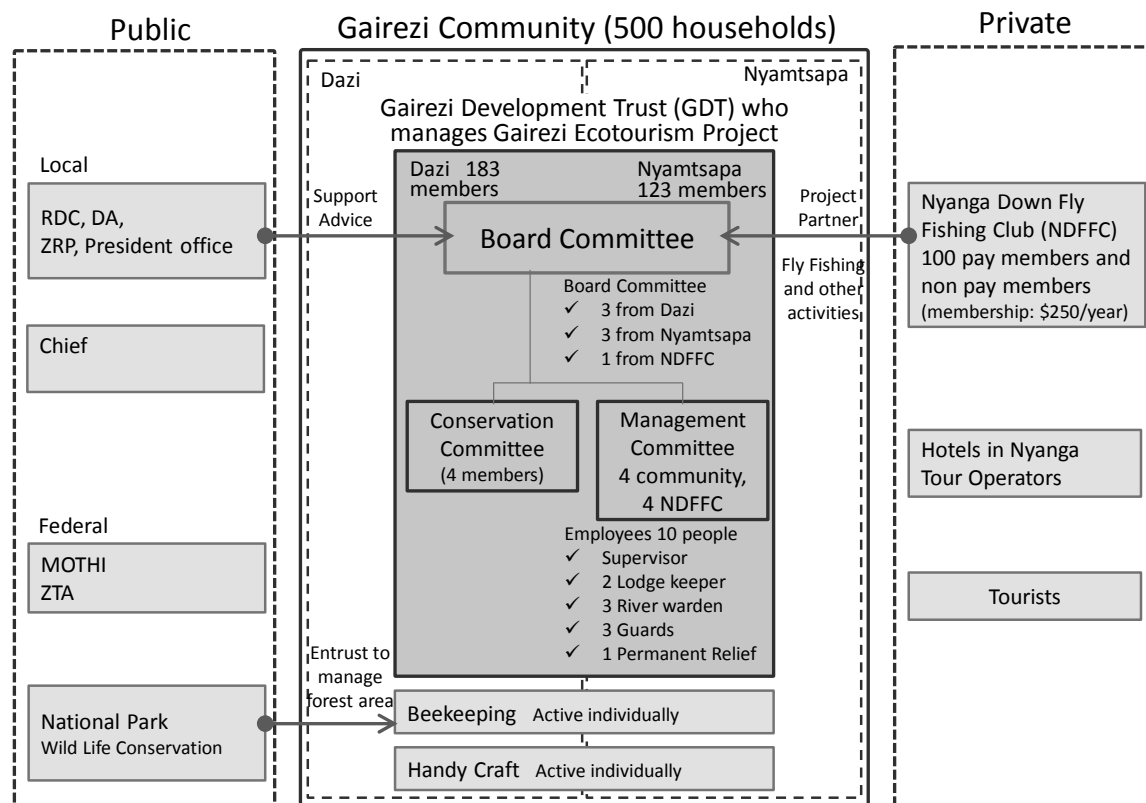 Public
Gairezi Community (500 households)
Private
Dazi
Nyamtsapa
Gairezi Development Trust (GDT) who
manages Gairezi Ecotourism Project
Local
RDC, DA,
ZRP, President office
Chief
Federal
MOTHI
ZTA
National Park
Wild Life Conservation
Support
Advice
Entrust to
manage
forest area
Dazi 183
members
Nyamtsapa
123 members
Board Committee
Board Committee
✓ 3 from Dazi
✓ 3 from Nyamtsapa
✓ 1 from NDFFC
Conservation
Committee
(4 members)
Management
Committee
4 community,
4 NDFFC
Employees 10 people
✓ Supervisor
✓ 2 Lodge keeper
✓ 3 River warden
✓ 3 Guards
✓ 1 Permanent Relief
Beekeeping Active individually
Handy Craft Active individually
Project
Partner
Fly Fishing
and other
activities
Nyanga Down Fly
Fishing Club (NDFFC)
100 pay members and
non pay members
(membership: $250/year)
Hotels in Nyanga
Tour Operators
Tourists